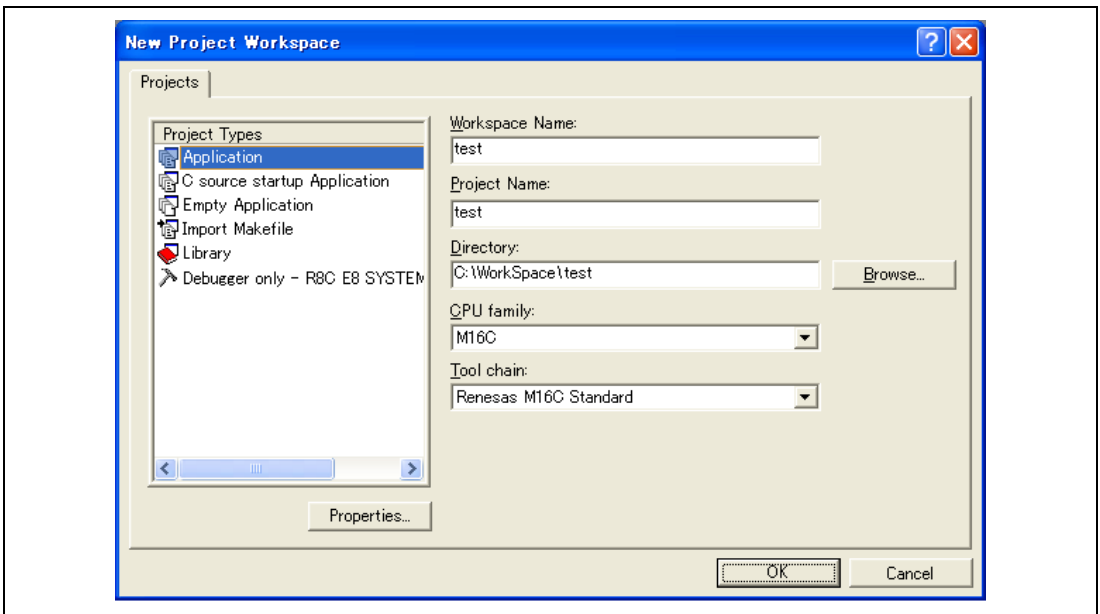 New Project Workspace
Projects
Project Types
Application
C source startup Application
Empty Application
Import Makefile
Library
Debugger only - R8C E8 SYSTEM
Properties...
Workspace Name:
test
Project Name:
test
Directory:
C:\WorkSpace\test
Browse...
CPU family:
M16C
Tool chain:
Renesas M16C Standard
OK
Cancel